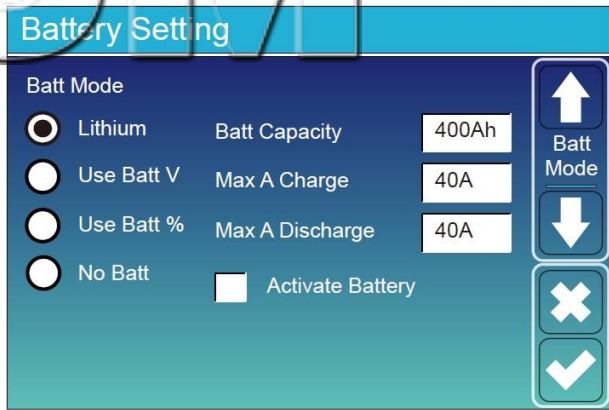 Battery Setting
Batt Mode
Lithium
Batt Capacity
400Ah
Use Batt V
Max A Charge
40A
Use Batt %
Max A Discharge
40A
No Batt
Activate Battery
Batt
Mode